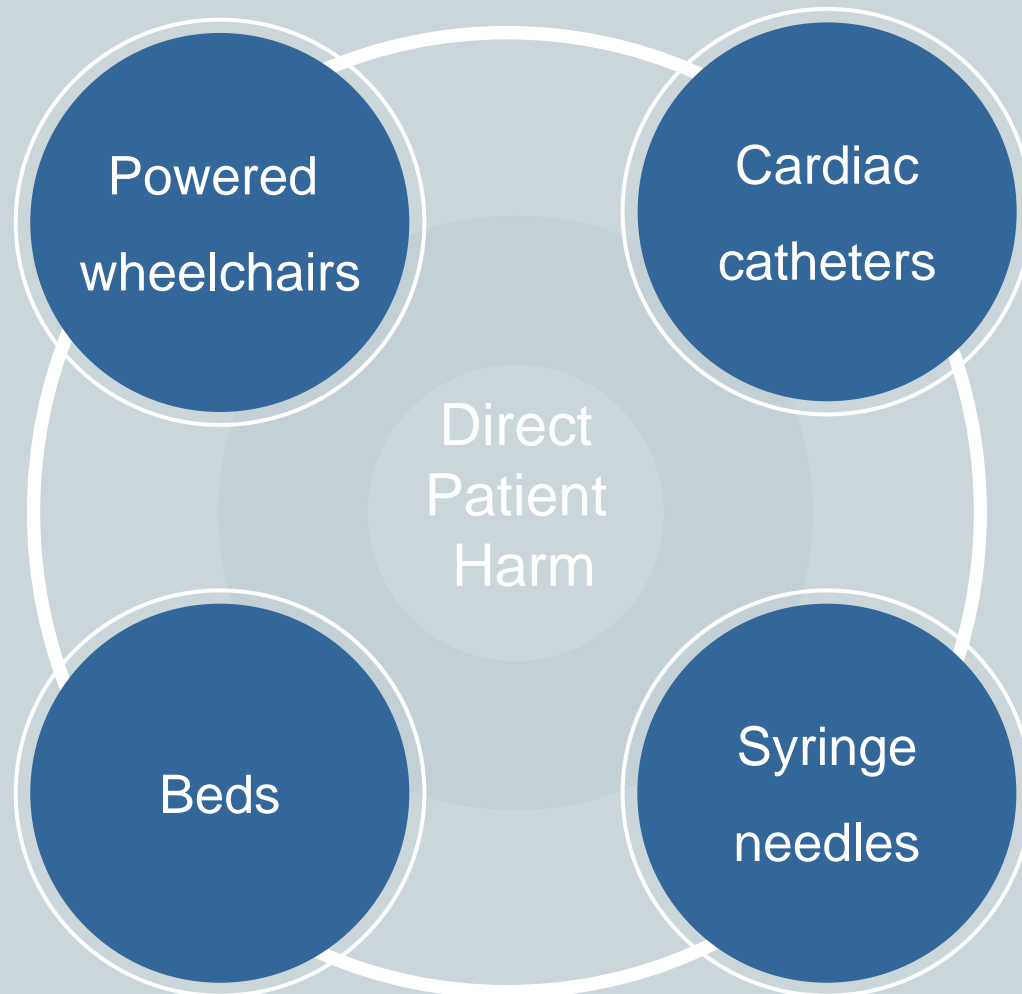 Powered
wheelchairs
Cardiac
catheters
Direct
Patient
Harm
Beds
Syringe
needles